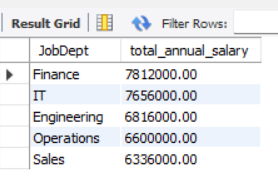 Result Grid Filter Rows:
JobDept total_annual_salary
Finance 7812000.00
IT 7656000.00
Engineering 6816000.00
Operations 6600000.00
Sales 6336000.00